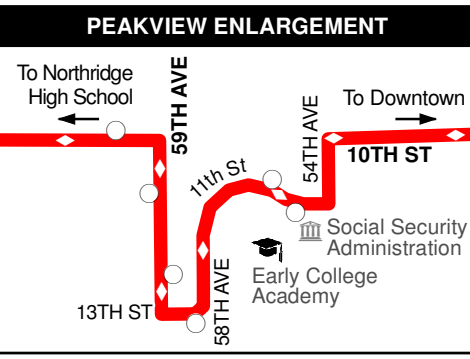 PEAKVIEW ENLARGEMENT
To Northridge
High School
59TH AVE
54TH AVE
To Downtown
10TH ST
11th St
Social Security
Administration
Early College
Academy
13TH ST
58TH AVE